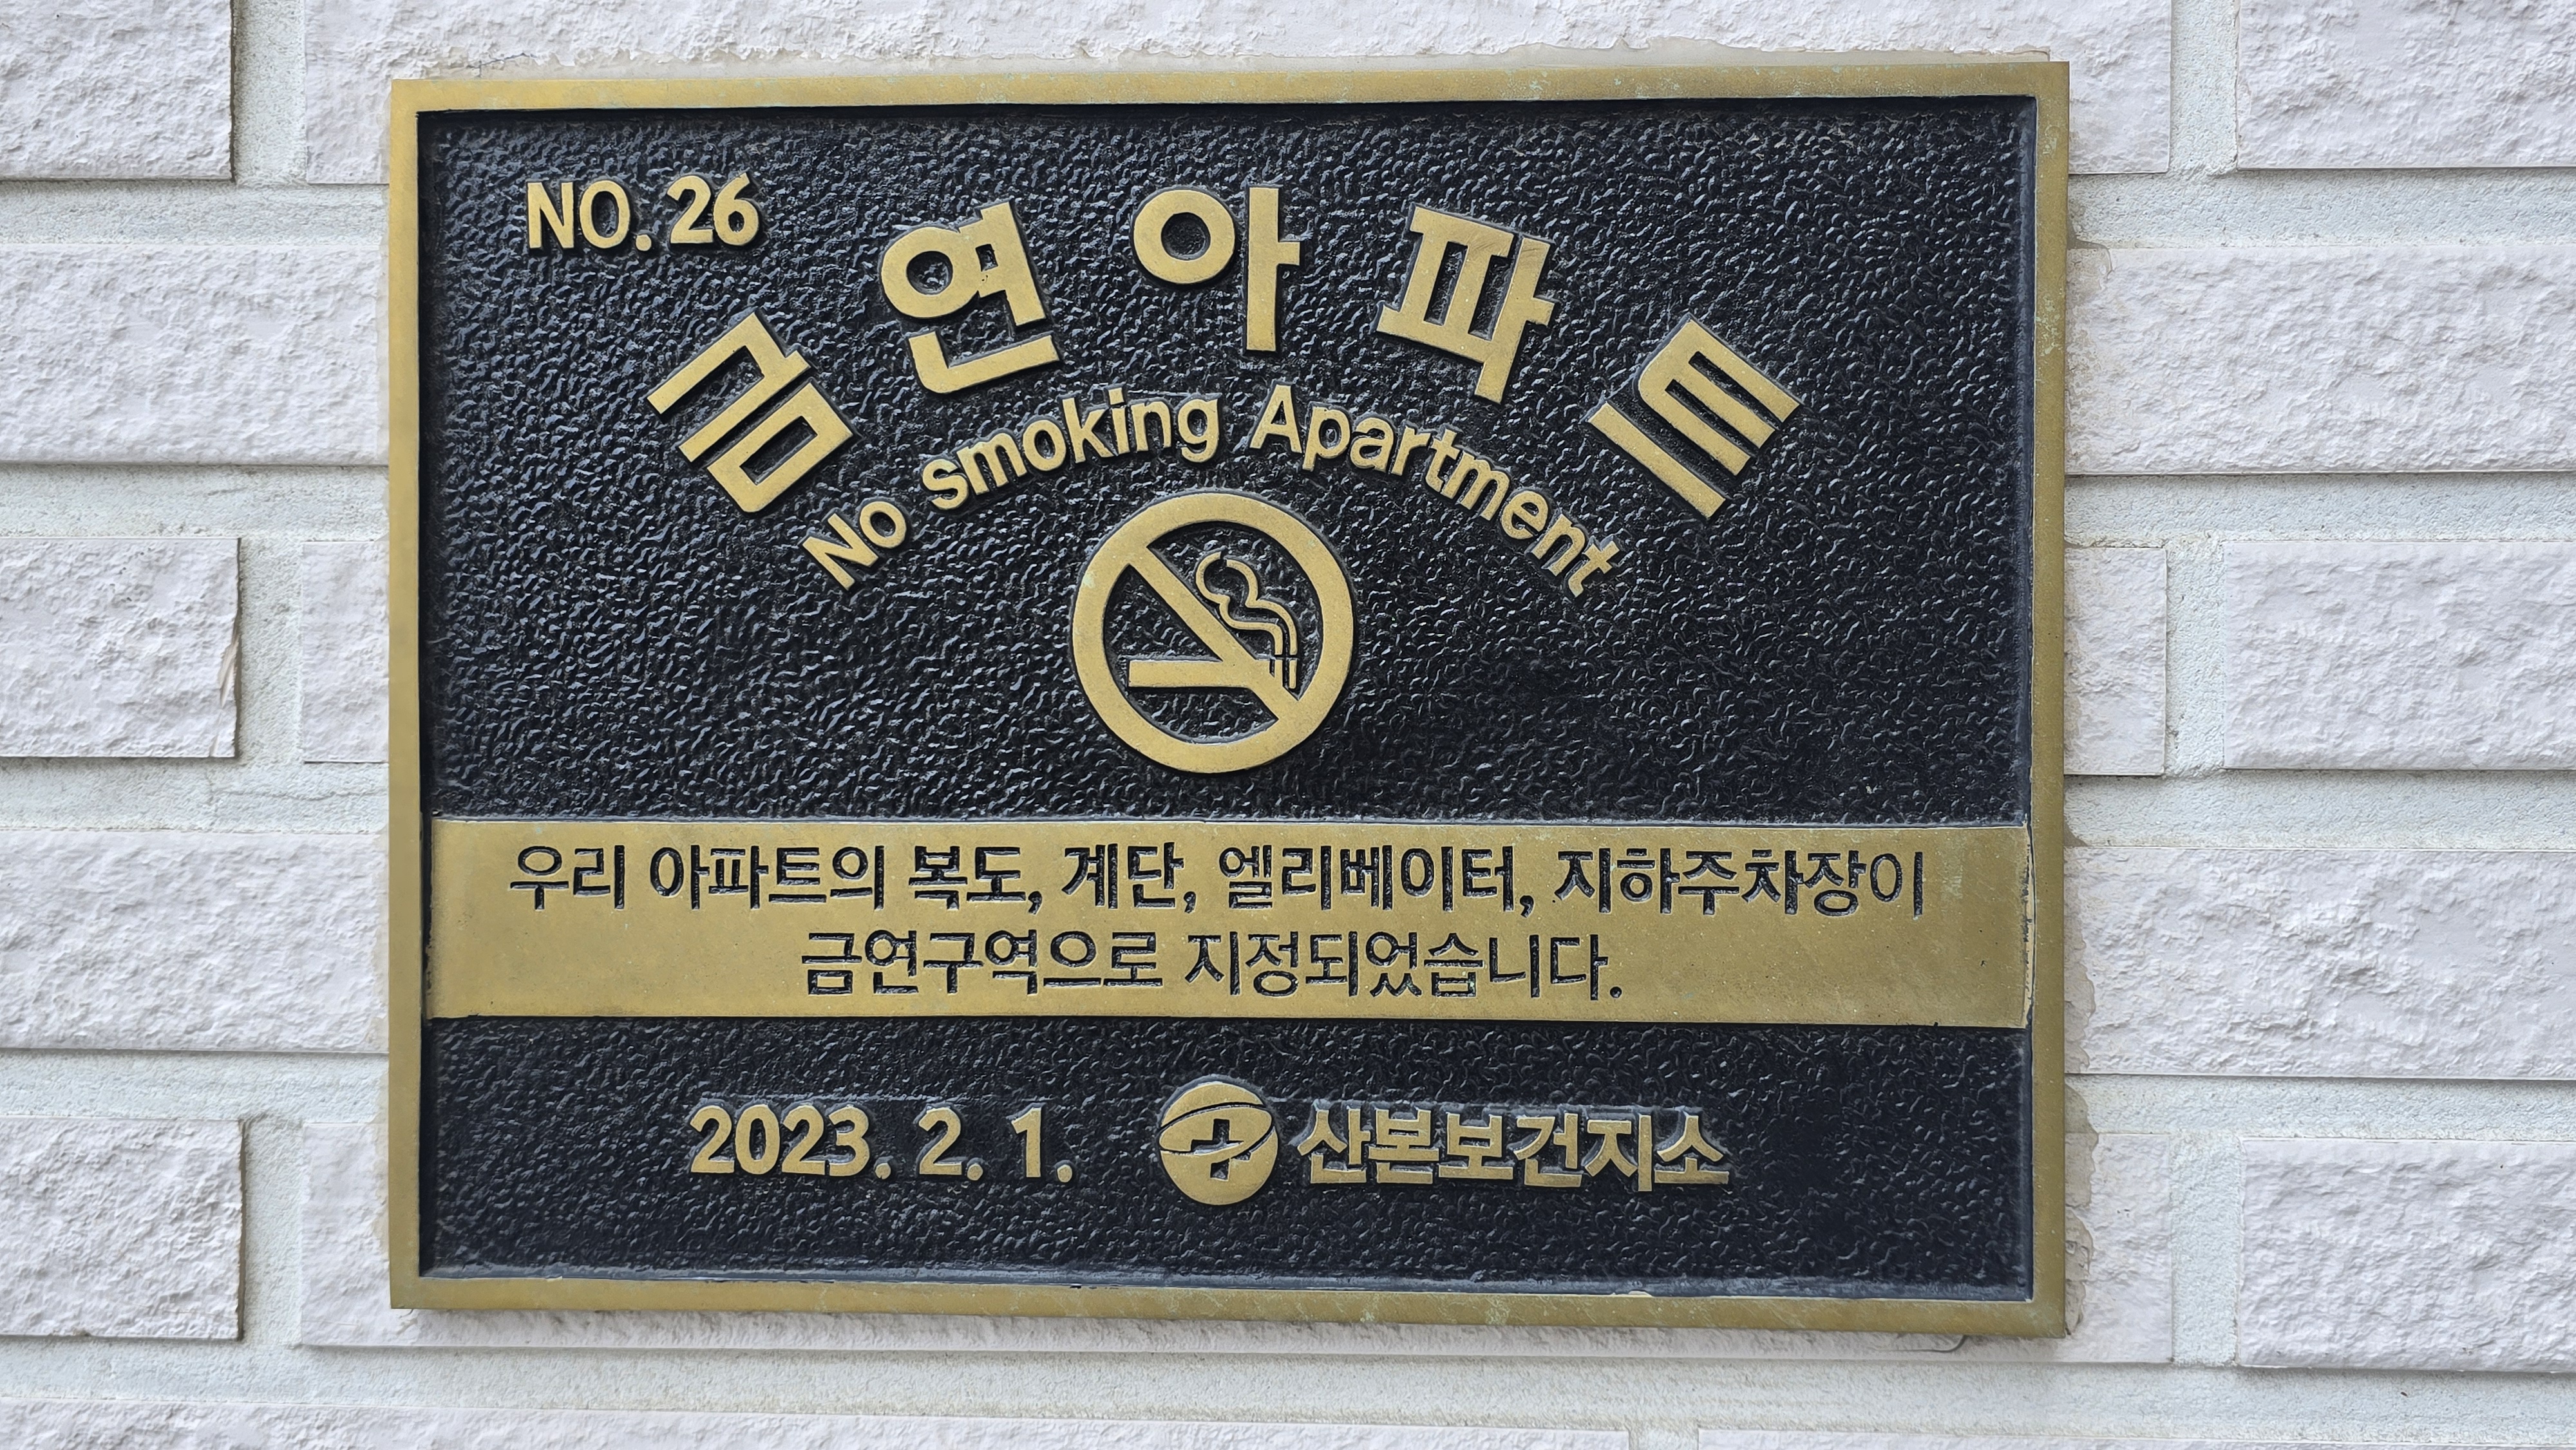 NO. 26
금연아파트
No smoking Apartment
우리 아파트의 복도, 계단, 엘리베이터, 지하주차장이
금연구역으로 지정되었습니다.
2023. 2. 1. 산본보건지소